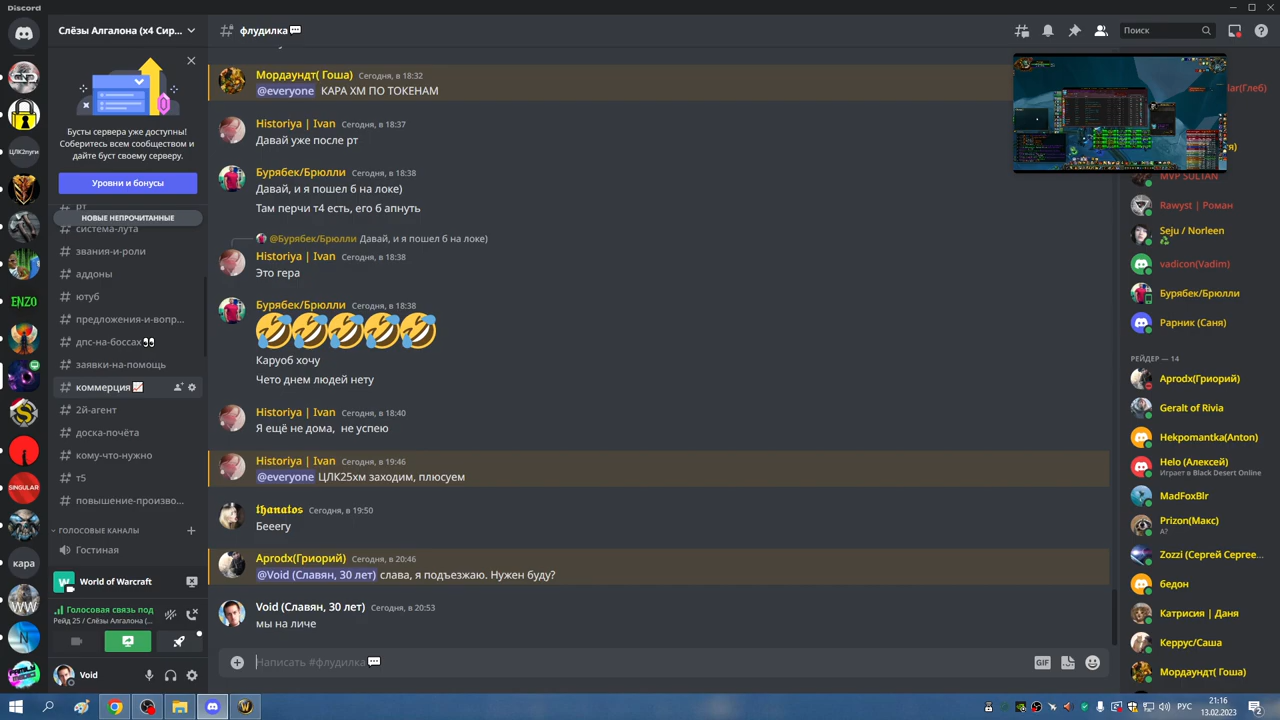 Discord
Слёзы Алгалона (x4 Сир...
Бусты сервера уже доступны!
Соберитесь всем сообществом и
дайте буст своему серверу.
Уровни и бонусы
НОВЫЕ НЕПРОЧИТАННЫЕ
рт
система-лута
звания-и-роли
аддоны
ютуб
предложения-и-вопр...
дпс-на-боссах👀
заявки-на-помощь
коммерция📈
2й-агент
доска-почёта
кому-что-нужно
т5
повышение-произво...
ГОЛОСОВЫЕ КАНАЛЫ
Гостиная
World of Warcraft
Голосовая связь под
Рейд 25 / Слёзы Алгалона (...
Void
ЦЛК2пуги
ENZO
SINGULAR
кара
WW
N
флудилка💬
Поиск
Мордаундт( Гоша) Сегодня, в 18:32
@everyone КАРА ХМ ПО ТОКЕНАМ
Historiya | Ivan Сегодня, в 18:37
Давай уже после рт
Бурябек/Брюлли Сегодня, в 18:38
Давай, и я пошел б на локе)
Там перчи т4 есть, его б апнуть
@Бурябек/Брюлли Давай, и я пошел б на локе)
Historiya | Ivan Сегодня, в 18:38
Это гера
Бурябек/Брюлли Сегодня, в 18:38
🤣🤣🤣🤣🤣
Каруоб хочу
Чето днем людей нету
Historiya | Ivan Сегодня, в 18:40
Я ещё не дома, не успею
Historiya | Ivan Сегодня, в 19:46
@everyone ЦЛК25хм заходим, плюсуем
𝖙𝖍𝖆𝖓𝖆𝖙𝖔𝖘 Сегодня, в 19:50
Бееегу
Aprodx(Гриорий) Сегодня, в 20:46
@Void (Славян, 30 лет) слава, я подъезжаю. Нужен буду?
Void (Славян, 30 лет) Сегодня, в 20:53
мы на личе
Написать #флудилка💬
GIF
lar(Глеб)
я)
MVP SULTAN
Rawyst | Роман
Seju / Norleen
vadicon(Vadim)
Бурябек/Брюлли
Рарник (Саня)
РЕЙДЕР — 14
Aprodx(Гриорий)
Geralt of Rivia
Hekpomantka(Anton)
Helo (Алексей)
Играет в Black Desert Online
MadFoxBlr
Prizon(Макс)
А?
Zozzi (Сергей Сергее...
бедон
Катрисия | Даня
Керрус/Саша
Мордаундт( Гоша)
РУС
21:16
13.02.2023
2